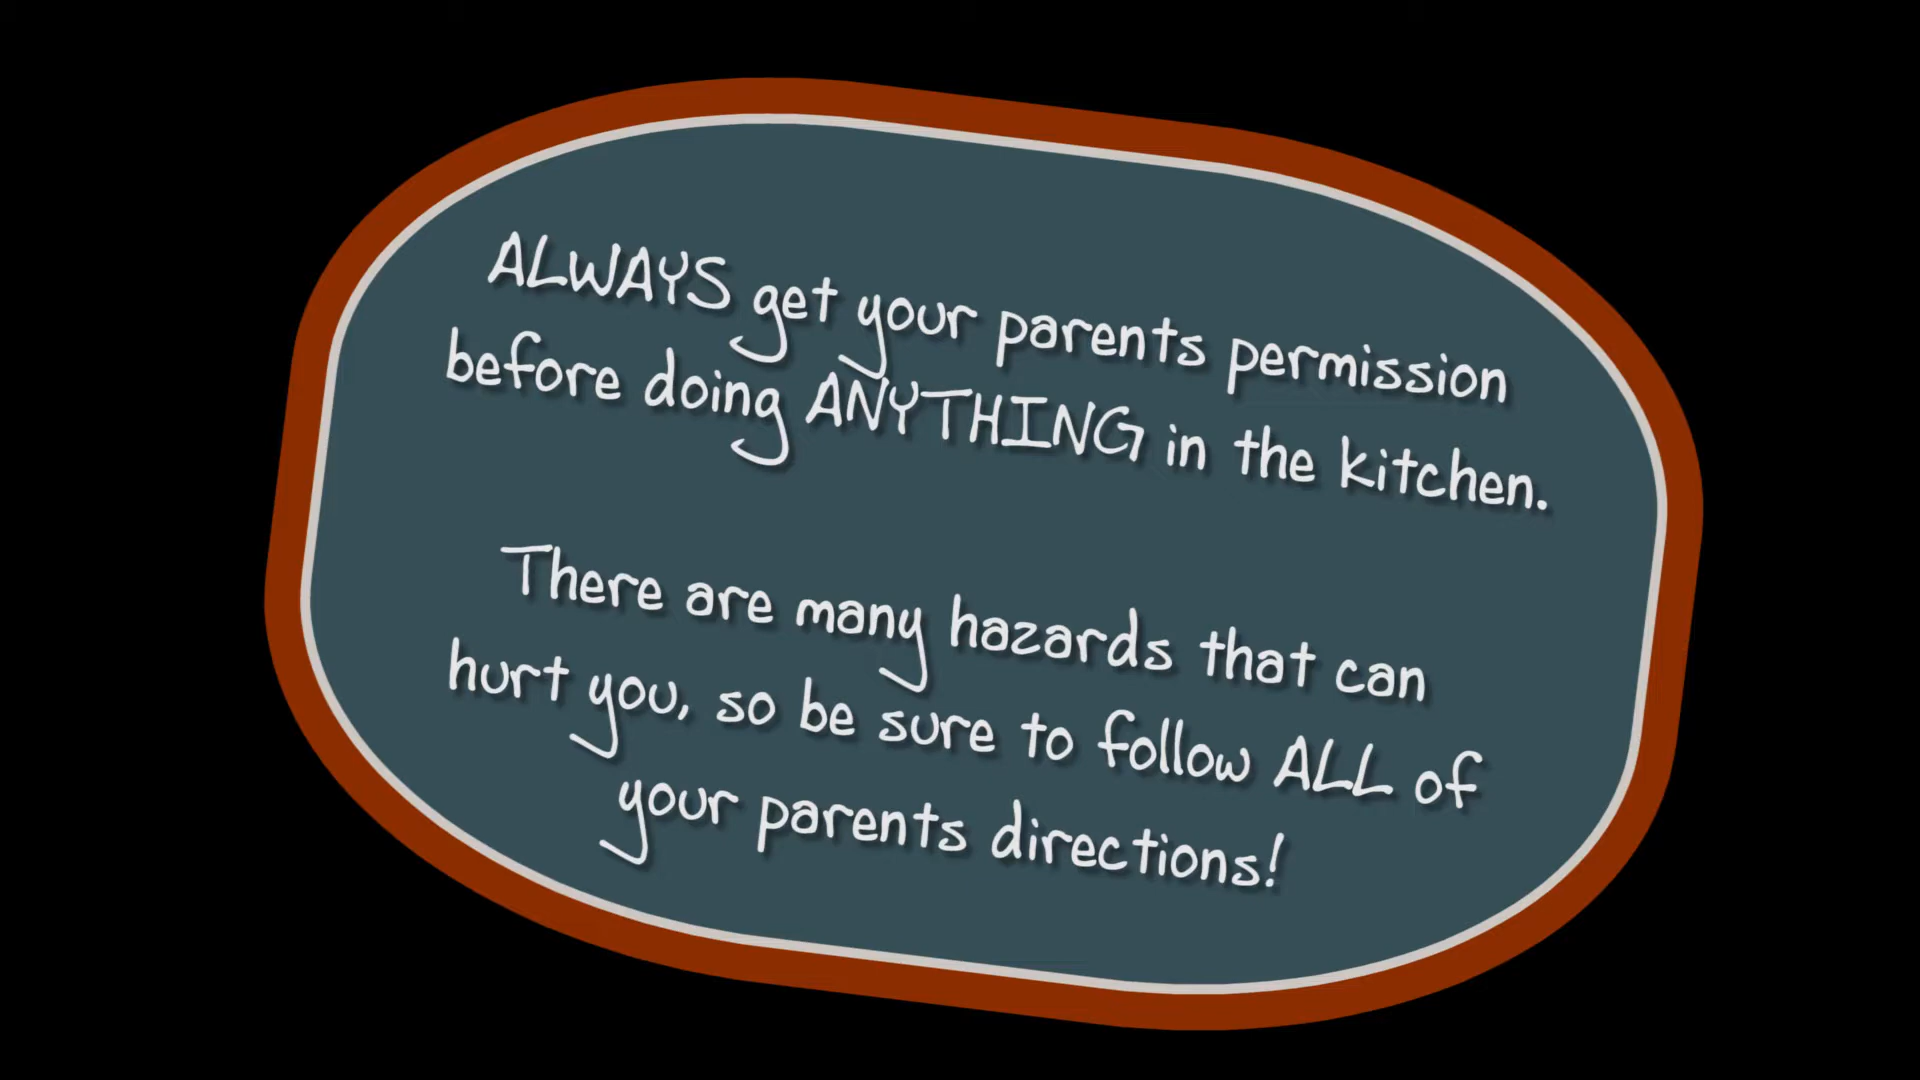 ALWAYS get your parents permission
before doing ANYTHING in the kitchen.
There are many hazards that can
hurt you, so be sure to follow ALL of
your parents directions!